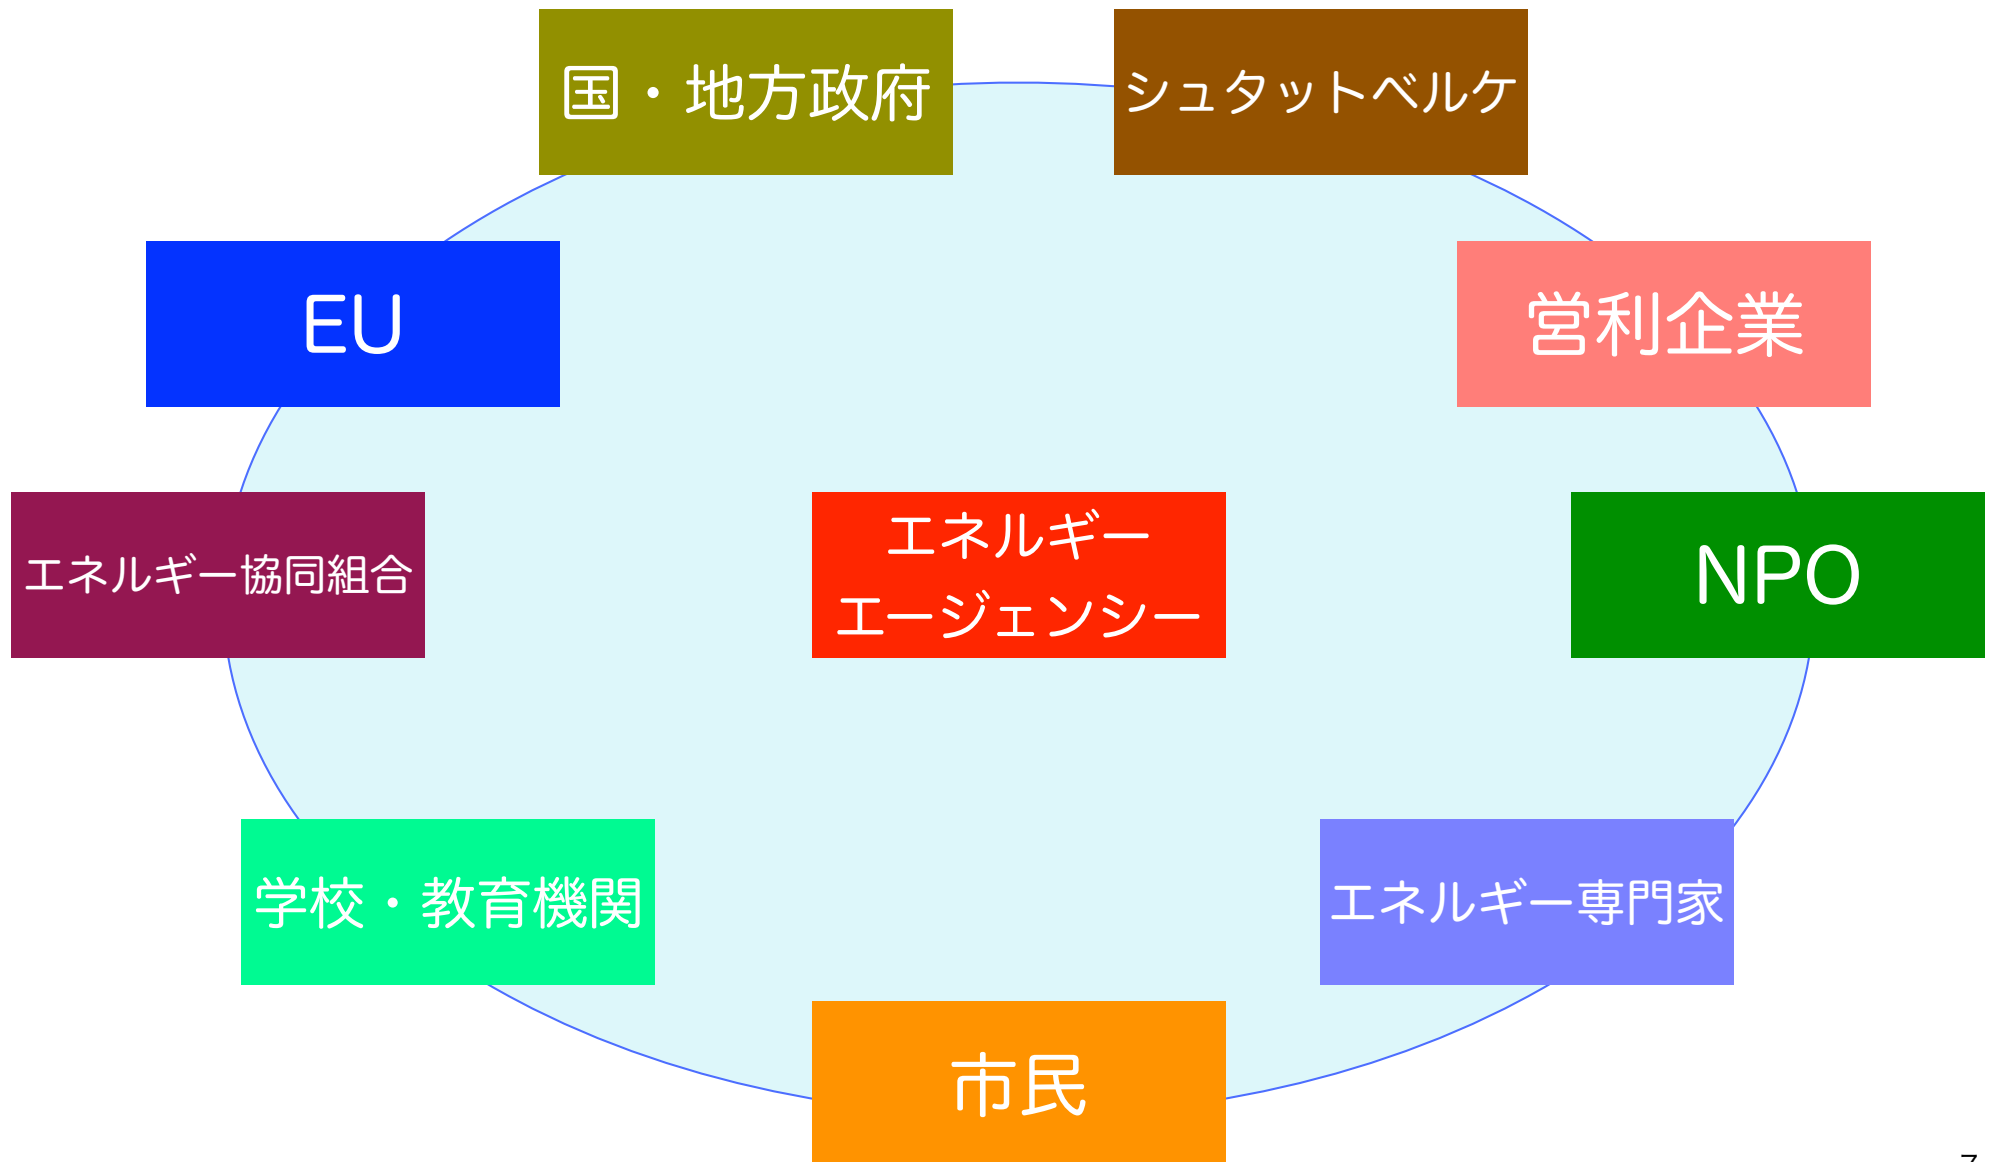 国・地方政府
シュタットベルケ
EU
営利企業
エネルギー協同組合
エネルギー
エージェンシー
NPO
学校・教育機関
エネルギー専門家
市民
7